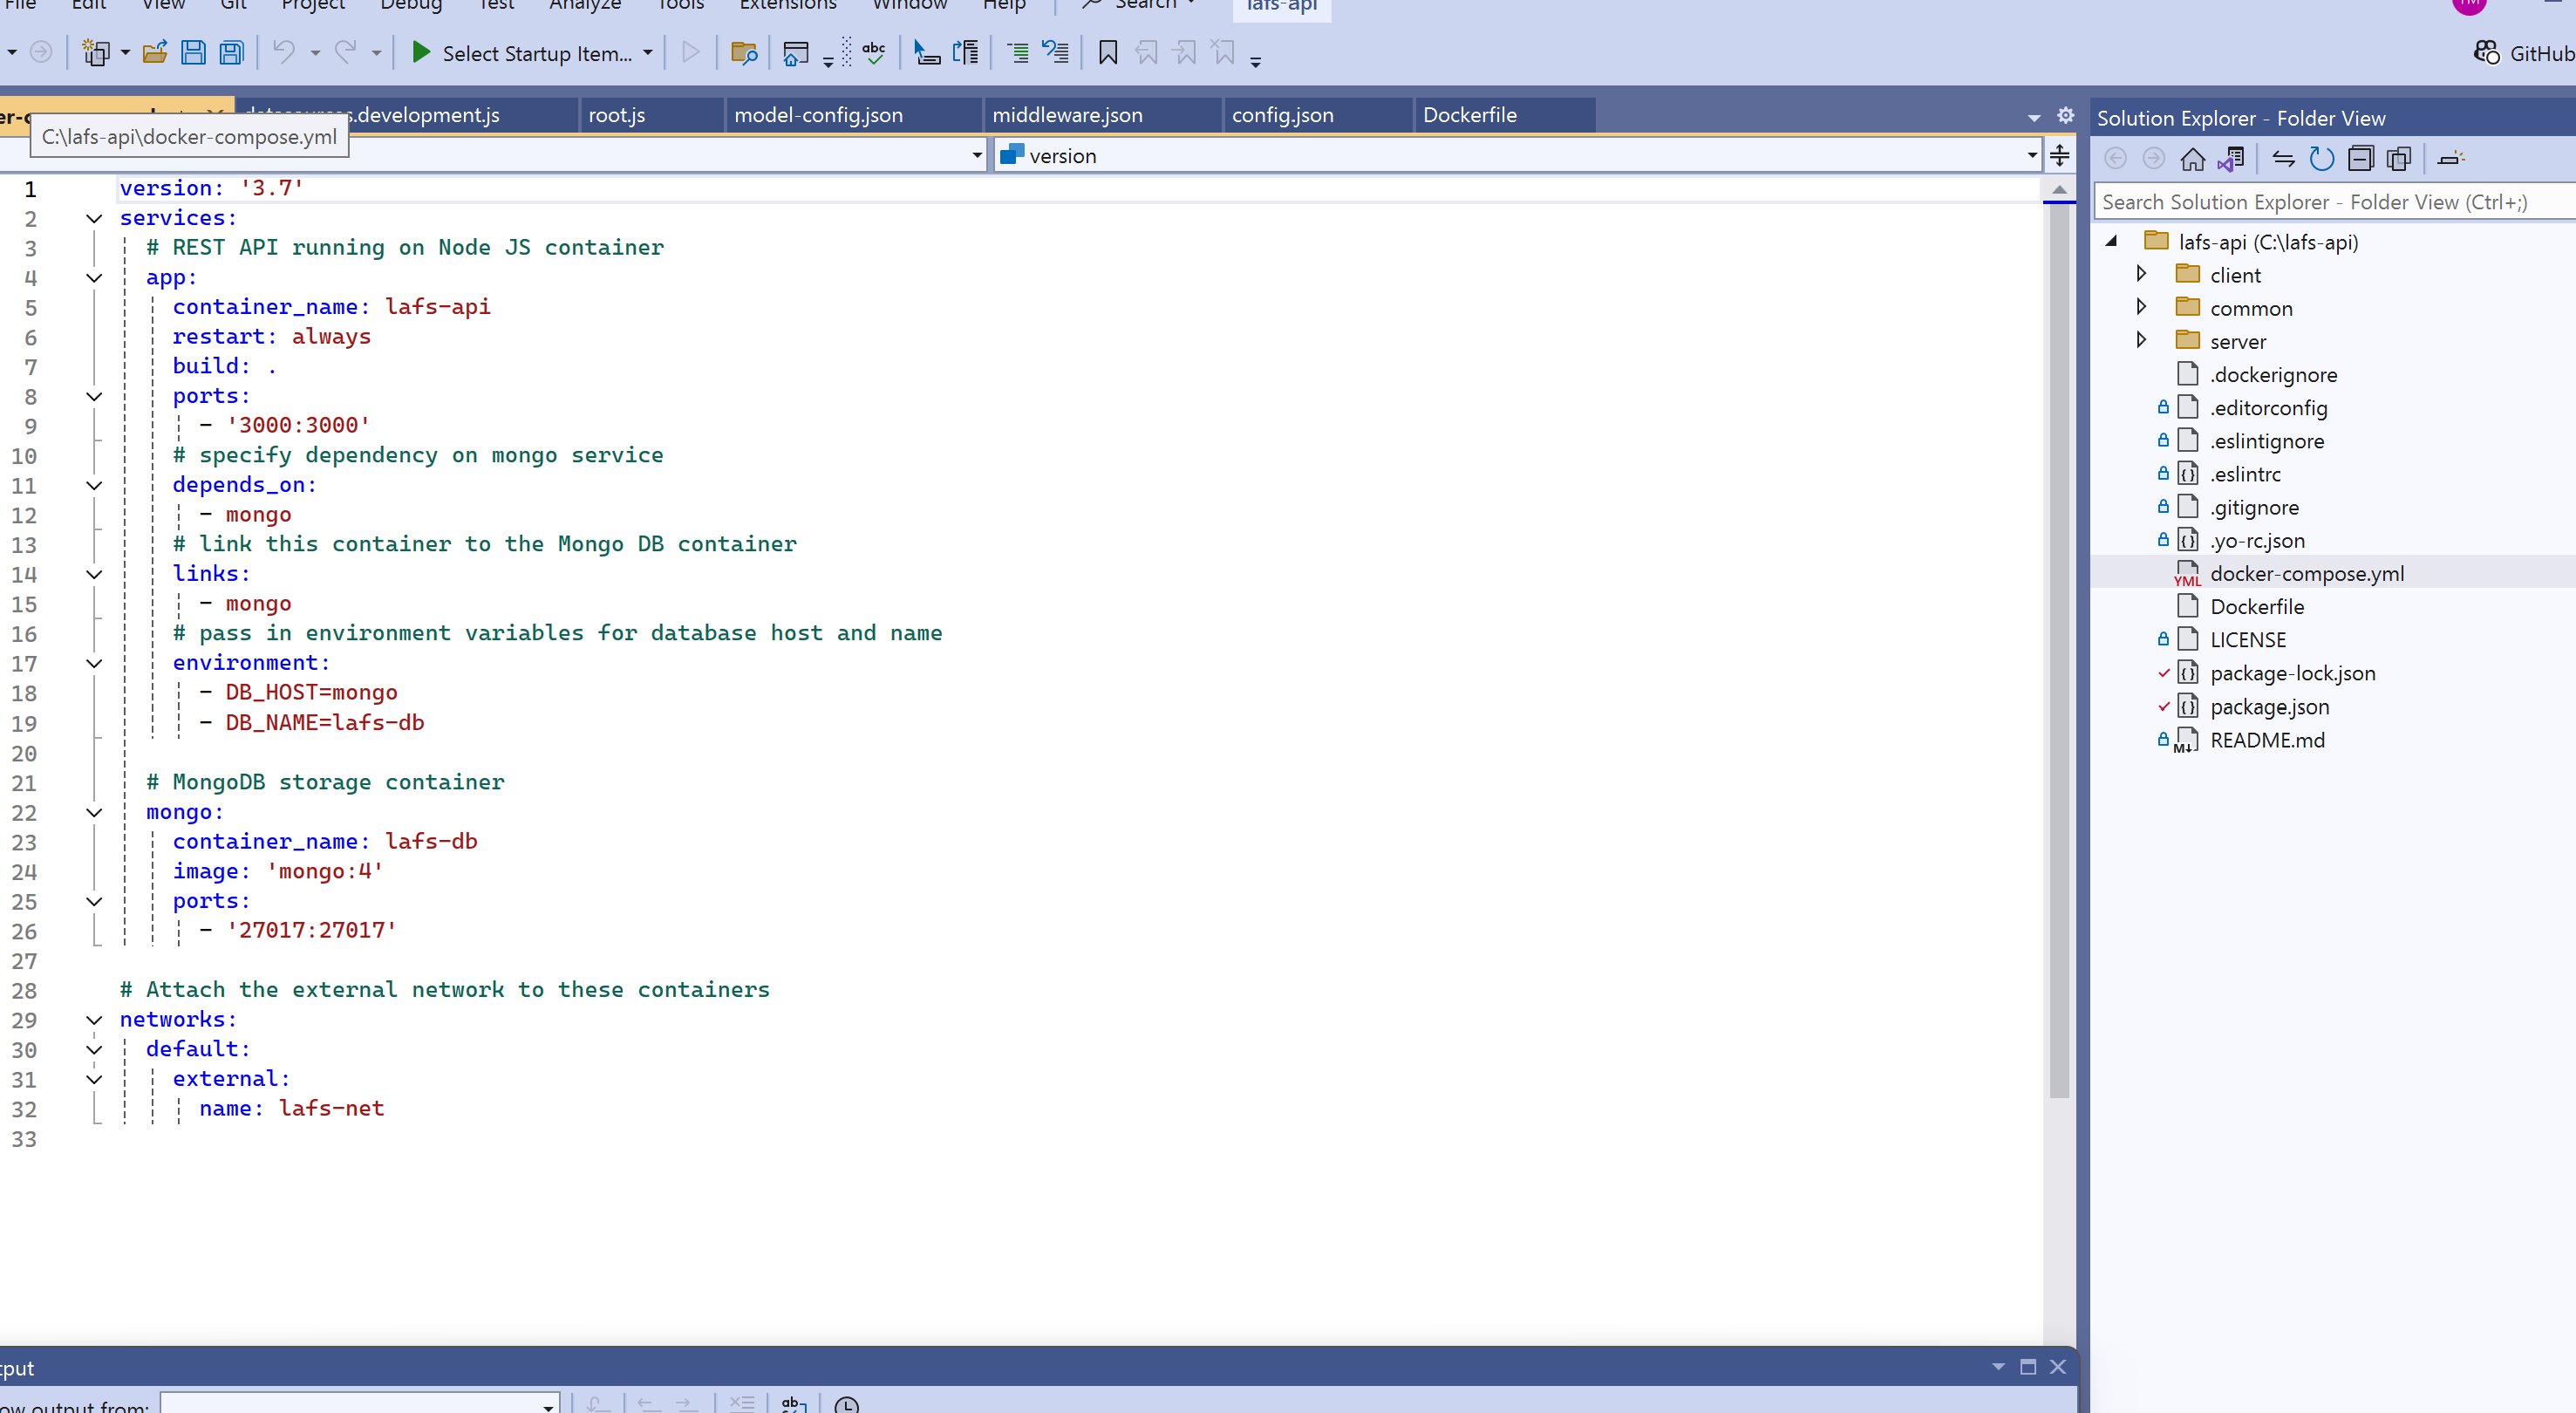 File Edit View Git Project Debug Test Analyze Tools Extensions Window Help Search lafs-api
Select Startup Item... abc GitHub
.development.js root.js model-config.json middleware.json config.json Dockerfile
C:\lafs-api\docker-compose.yml
version
1 version: '3.7'
2 services:
3 # REST API running on Node JS container
4 app:
5 container_name: lafs-api
6 restart: always
7 build: .
8 ports:
9 - '3000:3000'
10 # specify dependency on mongo service
11 depends_on:
12 - mongo
13 # link this container to the Mongo DB container
14 links:
15 - mongo
16 # pass in environment variables for database host and name
17 environment:
18 - DB_HOST=mongo
19 - DB_NAME=lafs-db
20
21 # MongoDB storage container
22 mongo:
23 container_name: lafs-db
24 image: 'mongo:4'
25 ports:
26 - '27017:27017'
27
28 # Attach the external network to these containers
29 networks:
30 default:
31 external:
32 name: lafs-net
33
Solution Explorer - Folder View
Search Solution Explorer - Folder View (Ctrl+;)
lafs-api (C:\lafs-api)
client
common
server
.dockerignore
.editorconfig
.eslintignore
.eslintrc
.gitignore
.yo-rc.json
YML docker-compose.yml
Dockerfile
LICENSE
package-lock.json
package.json
README.md
tput
ow output from: